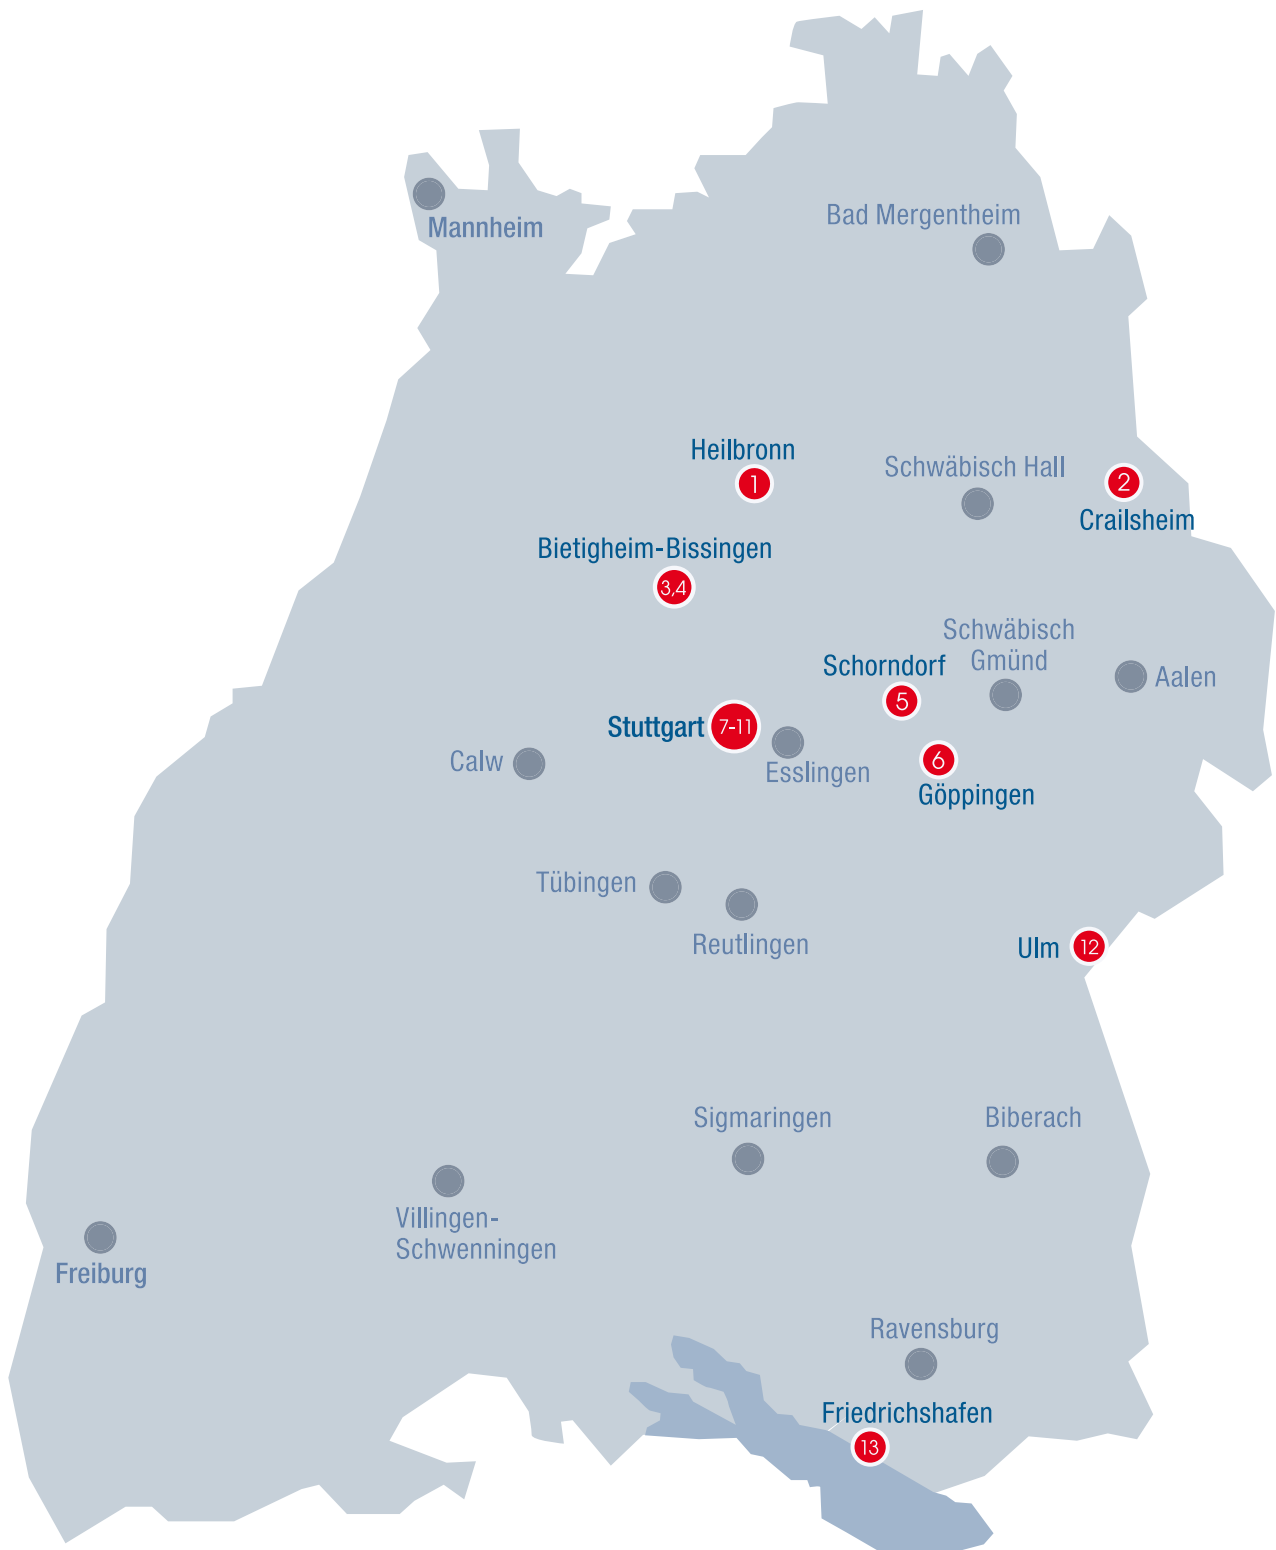 Mannheim
Bad Mergentheim
Heilbronn
1
Schwäbisch Hall
2
Crailsheim
Bietigheim-Bissingen
3,4
Schwäbisch
Gmünd
Schorndorf
5
Aalen
Stuttgart
7-11
Esslingen
Calw
6
Göppingen
Tübingen
Reutlingen
Ulm
12
Sigmaringen
Biberach
Villingen-
Schwenningen
Freiburg
Ravensburg
Friedrichshafen
13